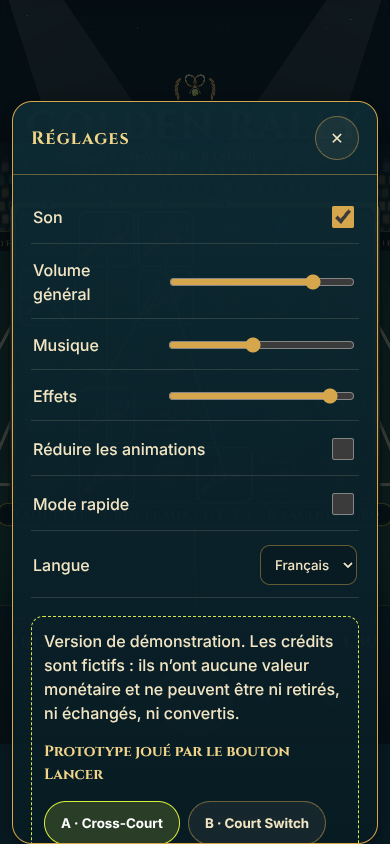 Réglages
Son
Volume
général
Musique
Effets
Réduire les animations
Mode rapide
Langue
Français
Version de démonstration. Les crédits
sont fictifs : ils n’ont aucune valeur
monétaire et ne peuvent être ni retirés,
ni échangés, ni convertis.
Prototype joué par le bouton
Lancer
A · Cross-Court
B · Court Switch